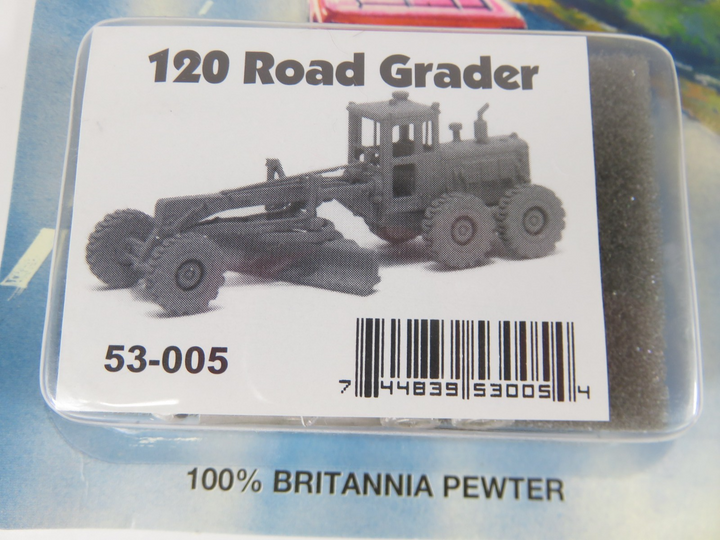 120 Road Grader
53-005
7 44839 53005 4
100% BRITANNIA PEWTER